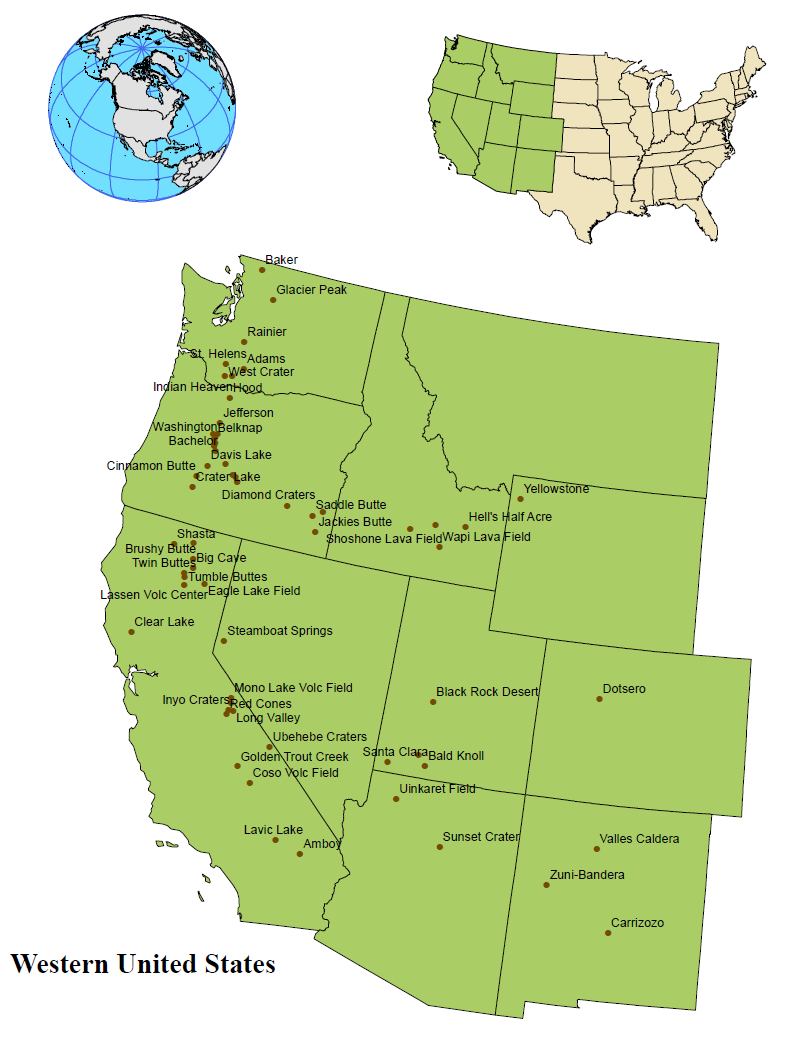 Baker
Glacier Peak
Rainier
St. Helens
Adams
West Crater
Indian Heaven
Hood
Jefferson
Washington
Belknap
Bachelor
Davis Lake
Cinnamon Butte
Crater Lake
Yellowstone
Diamond Craters
Saddle Butte
Hell's Half Acre
Jackies Butte
Shoshone Lava Field
Wapi Lava Field
Shasta
Brushy Butte
Big Cave
Twin Buttes
Tumble Buttes
Lassen Volc Center
Eagle Lake Field
Clear Lake
Steamboat Springs
Mono Lake Volc Field
Black Rock Desert
Dotsero
Inyo Craters
Red Cones
Long Valley
Ubehebe Craters
Santa Clara
Bald Knoll
Golden Trout Creek
Coso Volc Field
Uinkaret Field
Lavic Lake
Amboy
Sunset Crater
Valles Caldera
Zuni-Bandera
Carrizozo
Western United States